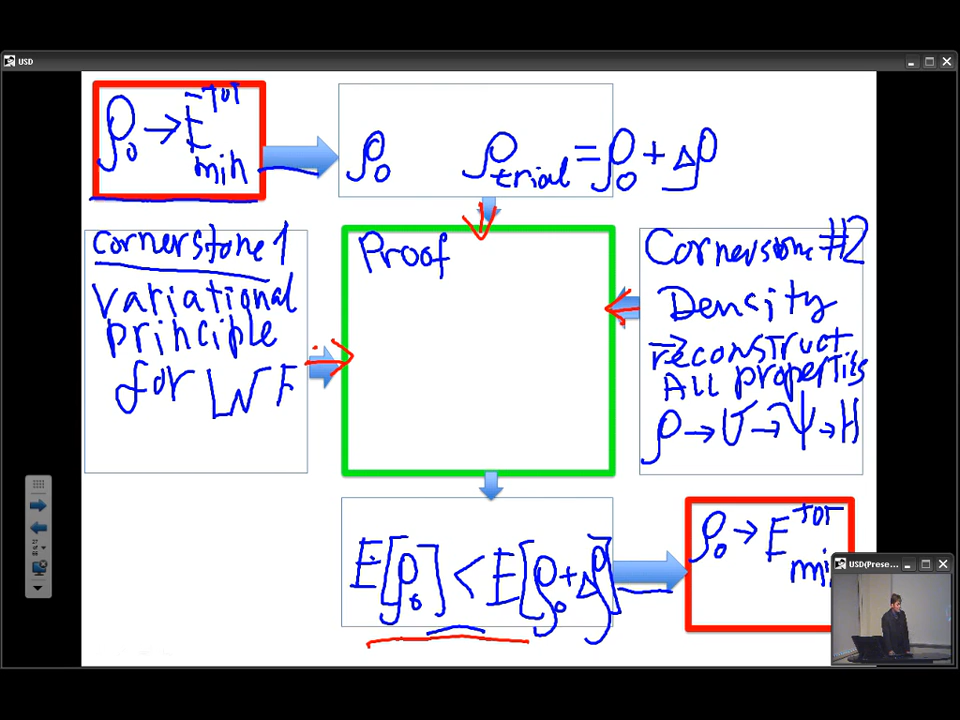 USD
ρ₀ → E^tot min
ρ₀ ρtrial = ρ₀ + Δρ
cornerstone 1
variational
principle
for WF
Proof
Cornerstone #2
Density
→
reconstruct
All properties
ρ → υ → Ψ → H
E[ρ₀] < E[ρ₀+Δρ]
ρ₀ → E^tot min
USD(Prese...